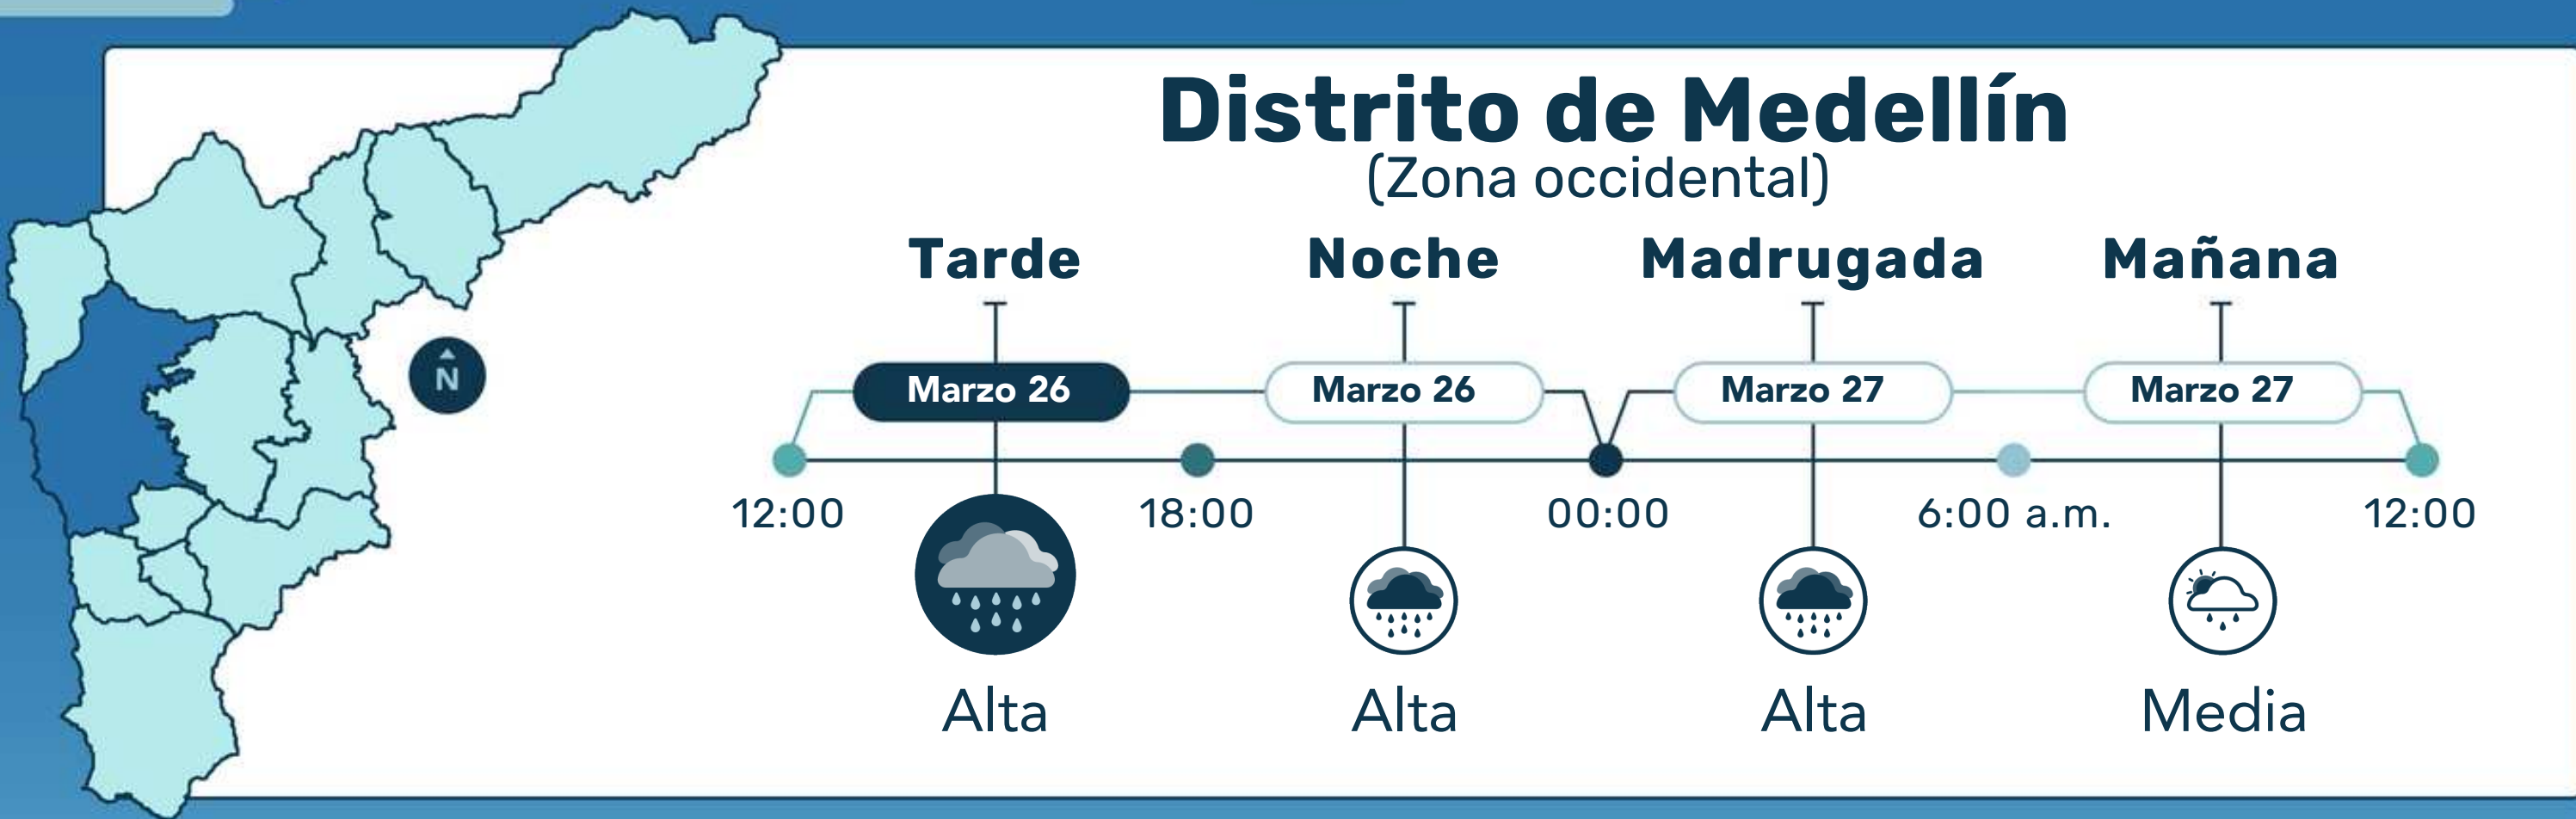 Distrito de Medellín
(Zona occidental)
Tarde Noche Madrugada Mañana
N
Marzo 26 Marzo 26 Marzo 27 Marzo 27
12:00 18:00 00:00 6:00 a.m. 12:00
Alta Alta Alta Media